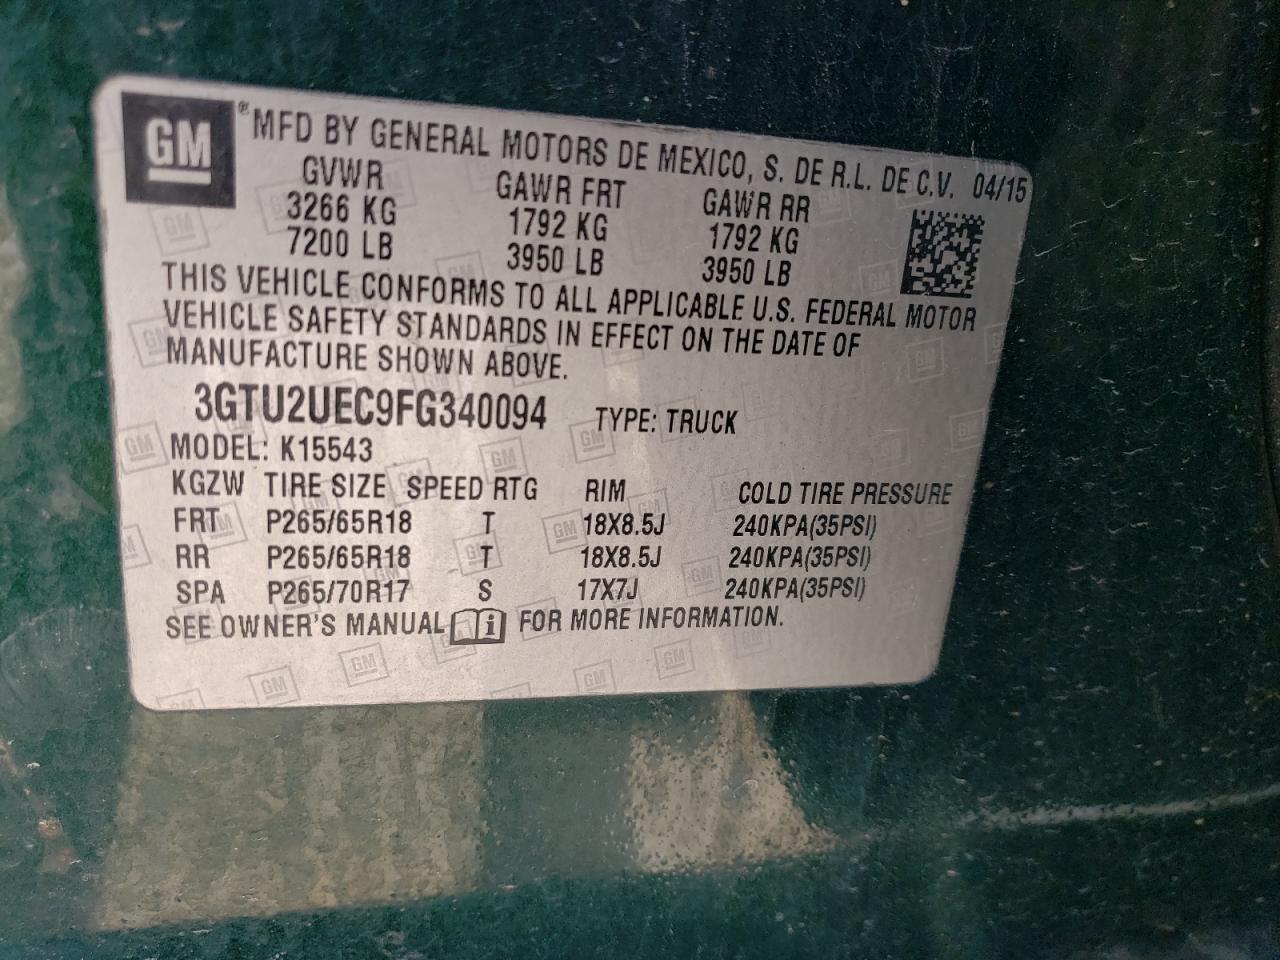 GM ® MFD BY GENERAL MOTORS DE MEXICO, S. DE R.L. DE C.V. 04/15
GVWR GAWR FRT GAWR RR
3266 KG 1792 KG 1792 KG
7200 LB 3950 LB 3950 LB
THIS VEHICLE CONFORMS TO ALL APPLICABLE U.S. FEDERAL MOTOR
VEHICLE SAFETY STANDARDS IN EFFECT ON THE DATE OF
MANUFACTURE SHOWN ABOVE.
3GTU2UEC9FG340094 TYPE: TRUCK
MODEL: K15543
KGZW TIRE SIZE SPEED RTG RIM COLD TIRE PRESSURE
FRT P265/65R18 T 18X8.5J 240KPA(35PSI)
RR P265/65R18 T 18X8.5J 240KPA(35PSI)
SPA P265/70R17 S 17X7J 240KPA(35PSI)
SEE OWNER'S MANUAL i FOR MORE INFORMATION.